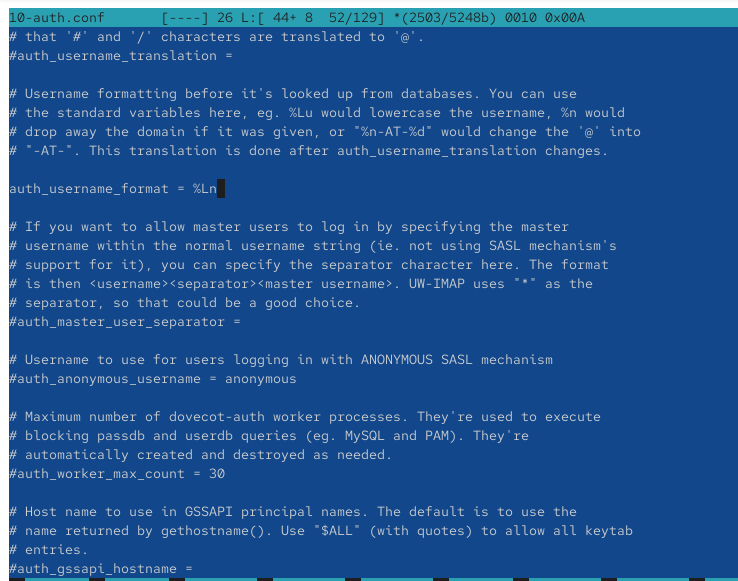 10-auth.conf       [----] 26 L:[ 44+ 8  52/129] *(2503/5248b) 0010 0x00A
# that '#' and '/' characters are translated to '@'.
#auth_username_translation =
# Username formatting before it's looked up from databases. You can use
# the standard variables here, eg. %Lu would lowercase the username, %n would
# drop away the domain if it was given, or "%n-AT-%d" would change the '@' into
# "-AT-". This translation is done after auth_username_translation changes.
auth_username_format = %Ln
# If you want to allow master users to log in by specifying the master
# username within the normal username string (ie. not using SASL mechanism's
# support for it), you can specify the separator character here. The format
# is then <username><separator><master username>. UW-IMAP uses "*" as the
# separator, so that could be a good choice.
#auth_master_user_separator =
# Username to use for users logging in with ANONYMOUS SASL mechanism
#auth_anonymous_username = anonymous
# Maximum number of dovecot-auth worker processes. They're used to execute
# blocking passdb and userdb queries (eg. MySQL and PAM). They're
# automatically created and destroyed as needed.
#auth_worker_max_count = 30
# Host name to use in GSSAPI principal names. The default is to use the
# name returned by gethostname(). Use "$ALL" (with quotes) to allow all keytab
# entries.
#auth_gssapi_hostname =